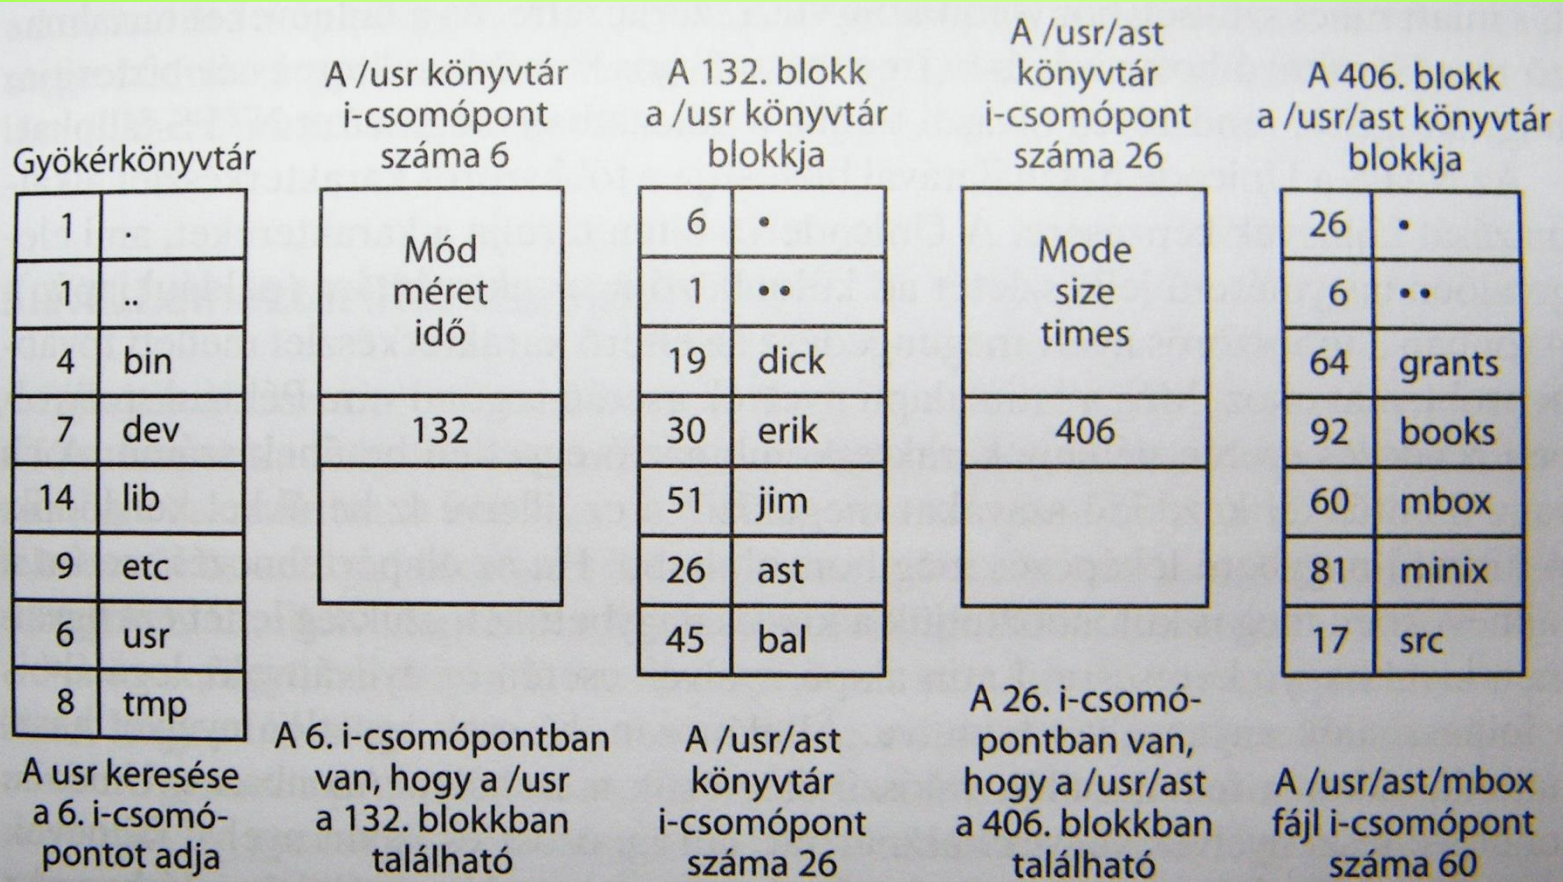 Gyökérkönyvtár
1 .
1 ..
4 bin
7 dev
14 lib
9 etc
6 usr
8 tmp
A usr keresése
a 6. i-csomó-
pontot adja
A /usr könyvtár
i-csomópont
száma 6
Mód
méret
idő
132
A 6. i-csomópontban
van, hogy a /usr
a 132. blokkban
található
A 132. blokk
a /usr könyvtár
blokkja
6 •
1 ••
19 dick
30 erik
51 jim
26 ast
45 bal
A /usr/ast
könyvtár
i-csomópont
száma 26
A /usr/ast
könyvtár
i-csomópont
száma 26
Mode
size
times
406
A 26. i-csomó-
pontban van,
hogy a /usr/ast
a 406. blokkban
található
A 406. blokk
a /usr/ast könyvtár
blokkja
26 •
6 ••
64 grants
92 books
60 mbox
81 minix
17 src
A /usr/ast/mbox
fájl i-csomópont
száma 60